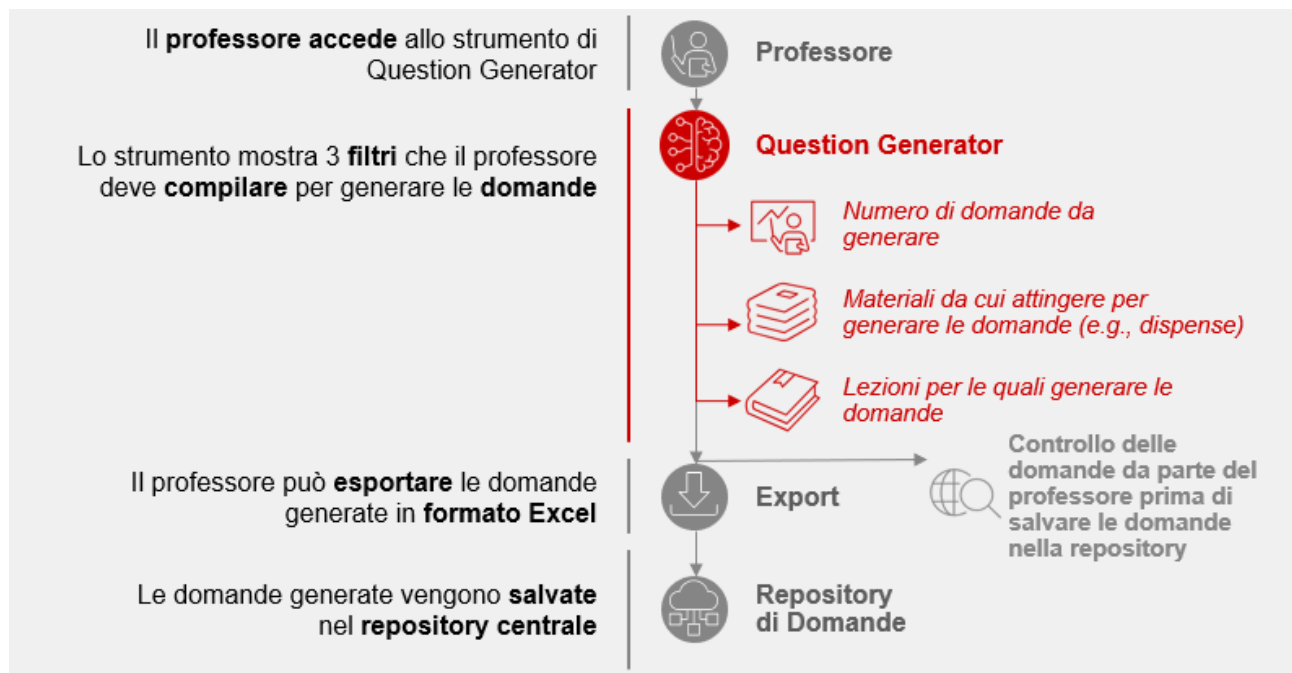 Il professore accede allo strumento di
Question Generator
Professore
Lo strumento mostra 3 filtri che il professore
deve compilare per generare le domande
Question Generator
Numero di domande da
generare
Materiali da cui attingere per
generare le domande (e.g., dispense)
Lezioni per le quali generare le
domande
Il professore può esportare le domande
generate in formato Excel
Export
Controllo delle
domande da parte del
professore prima di
salvare le domande
nella repository
Le domande generate vengono salvate
nel repository centrale
Repository
di Domande